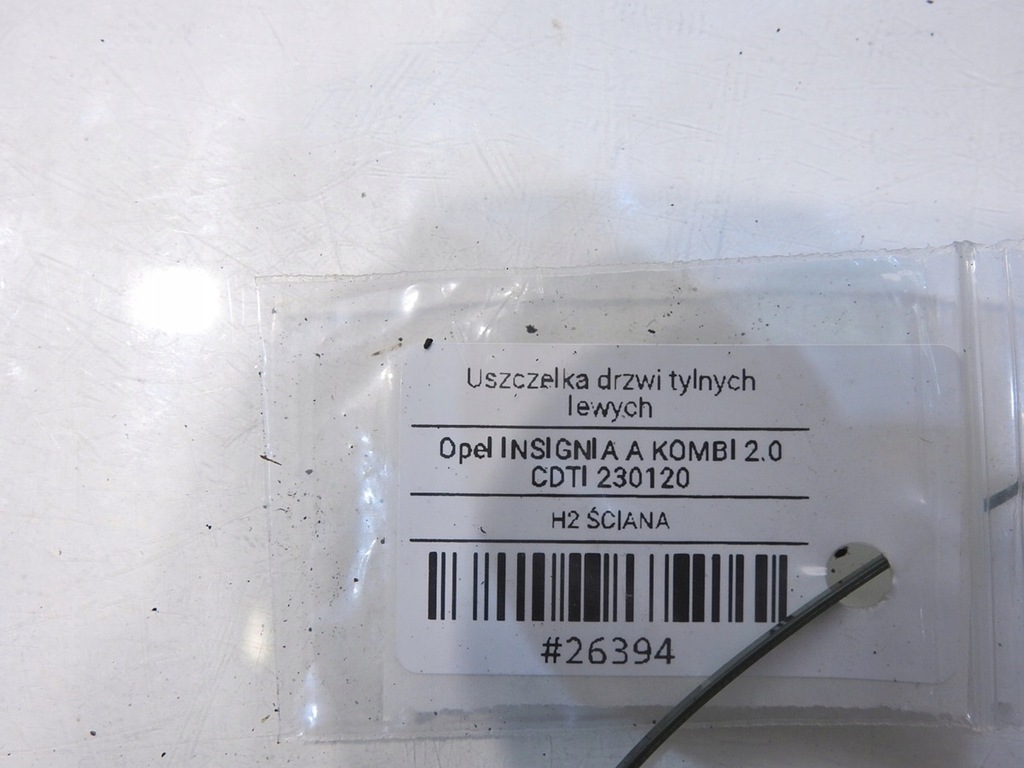 Uszczelka drzwi tylnych
lewych
Opel INSIGNIA A KOMBI 2.0
CDTI 230120
H2 ŚCIANA
#26394